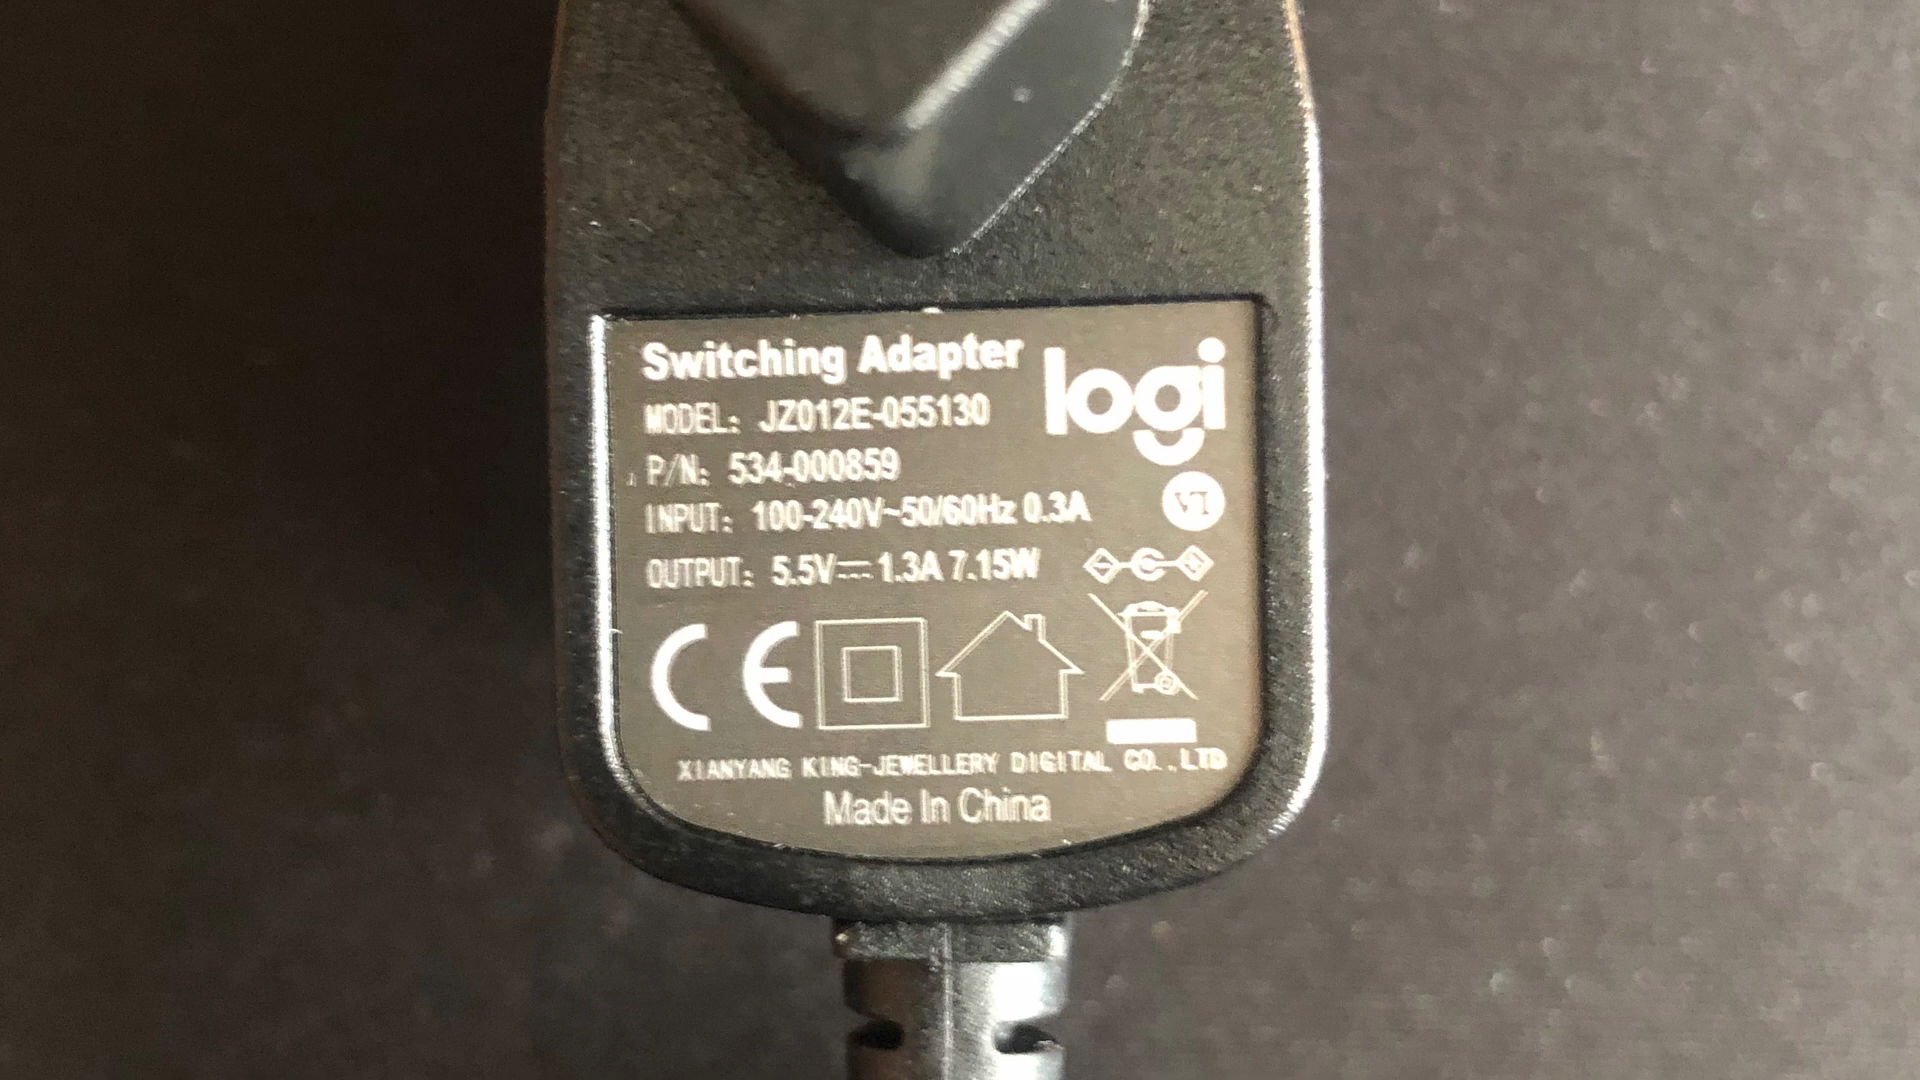 Switching Adapter
logi
MODEL: JZ012E-055130
P/N: 534-000859
INPUT: 100-240V~50/60Hz 0.3A
VI
OUTPUT: 5.5V⎓1.3A 7.15W
CE
XIANYANG KING-JEWELLERY DIGITAL CO.,LTD
Made In China